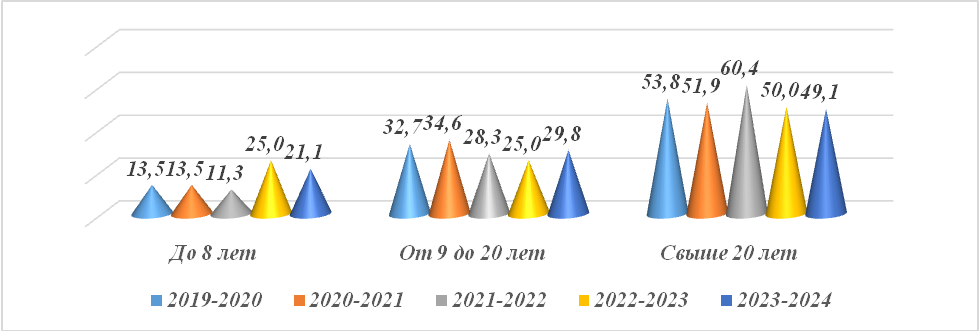 13,5 13,5 11,3 25,0 21,1
32,7 34,6 28,3 25,0 29,8
53,8 51,9 60,4 50,0 49,1
До 8 лет От 9 до 20 лет Свыше 20 лет
2019-2020 2020-2021 2021-2022 2022-2023 2023-2024